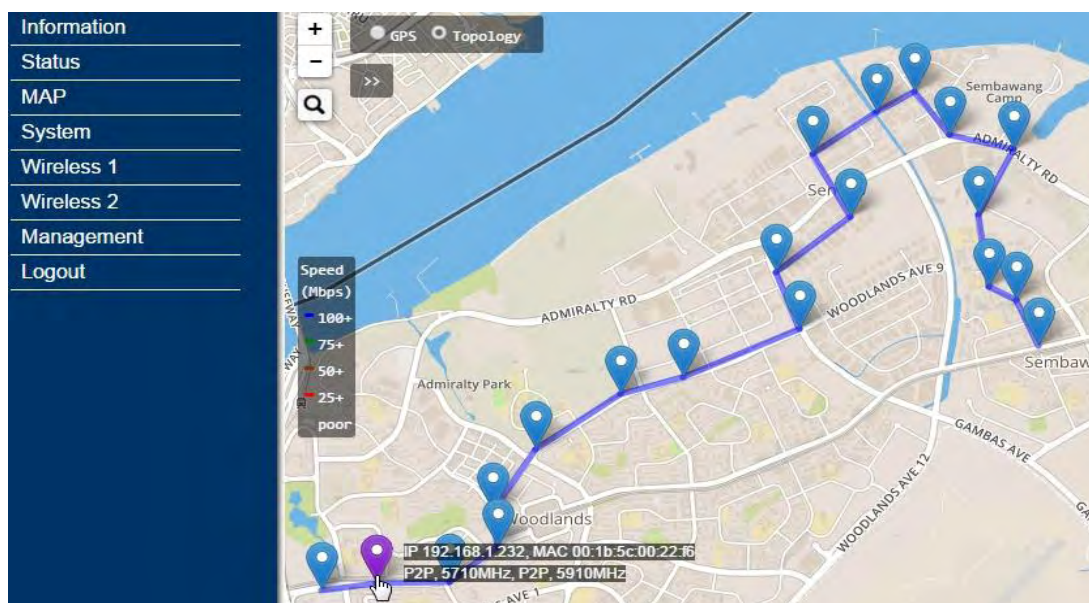 Information
Status
MAP
System
Wireless 1
Wireless 2
Management
Logout
+
−
GPS Topology
>>
Sembawang
Camp
ADMIRALTY RD
WOODLANDS AVE 9
ADMIRALTY RD
Speed
(Mbps)
100+
75+
50+
25+
poor
Admiralty Park
Sembaw
GAMBAS AVE
WOODLANDS AVE 12
Woodlands
IP 192.168.1.232, MAC 00:1b:5c:00:22:f6
P2P, 5710MHz, P2P, 5910MHz
AVE 1